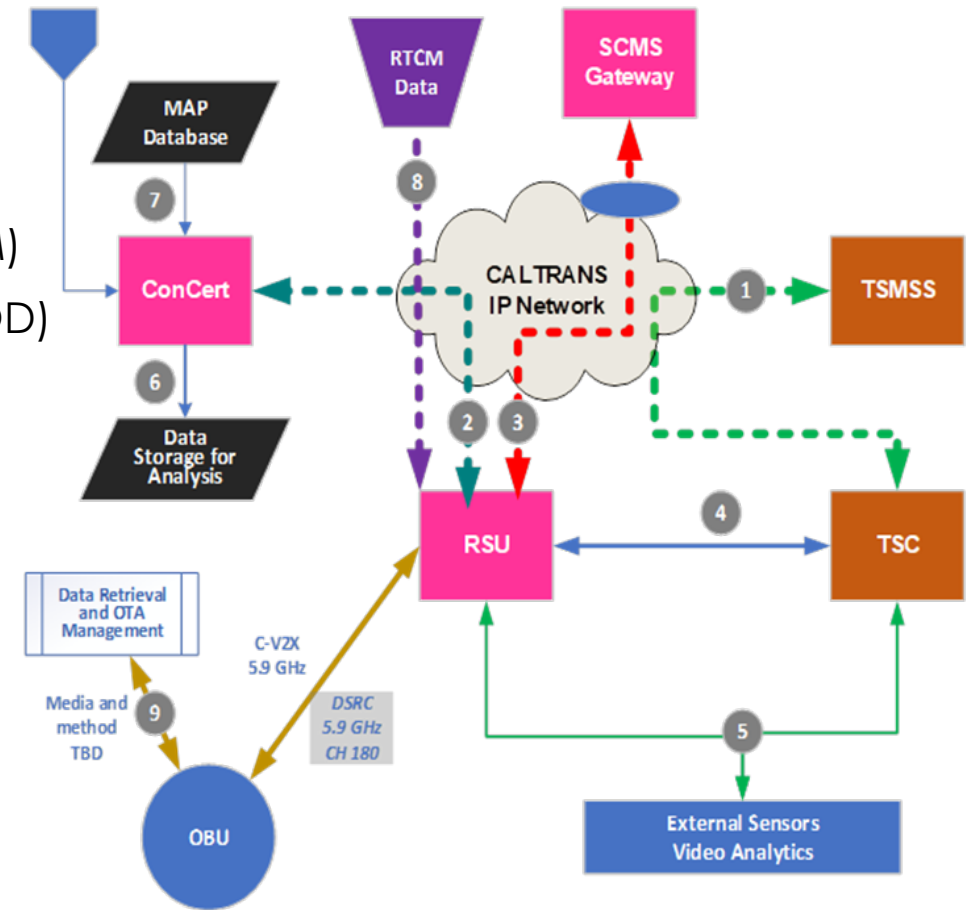 RTCM
Data
SCMS
Gateway
MAP
Database
8
7
)
ConCert
CALTRANS
IP Network
1
TSMSS
D)
6
2
3
Data
Storage for
Analysis
RSU
4
TSC
Data Retrieval
and OTA
Management
C-V2X
5.9 GHz
Media and
method
TBD
9
DSRC
5.9 GHz
CH 180
5
OBU
External Sensors
Video Analytics